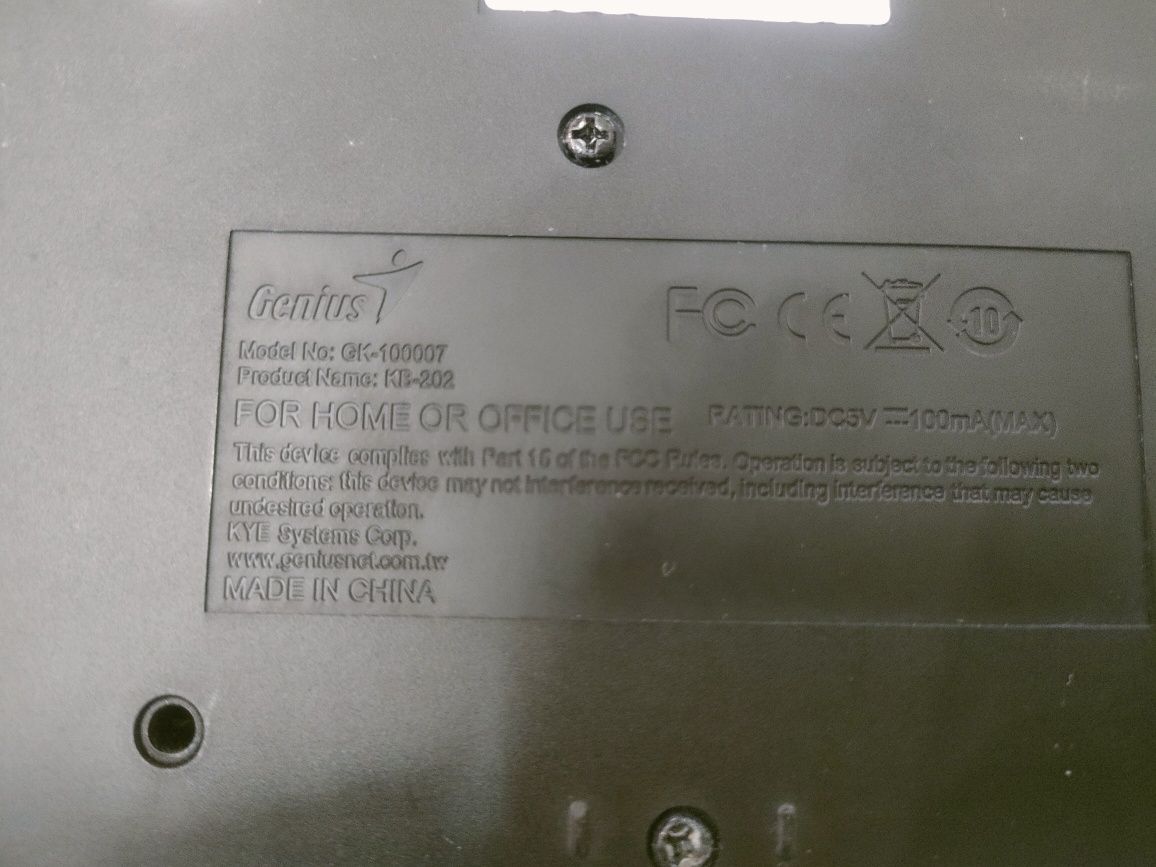 Genius
FC CE 10
Model No: GK-100007
Product Name: KB-202
FOR HOME OR OFFICE USE RATING:DC5V ⎓100mA(MAX)
This device complies with Part 15 of the FCC Rules. Operation is subject to the following two
conditions: this device may not interference received, including interference that may cause
undesired operation.
KYE Systems Corp.
www.geniusnet.com.tw
MADE IN CHINA